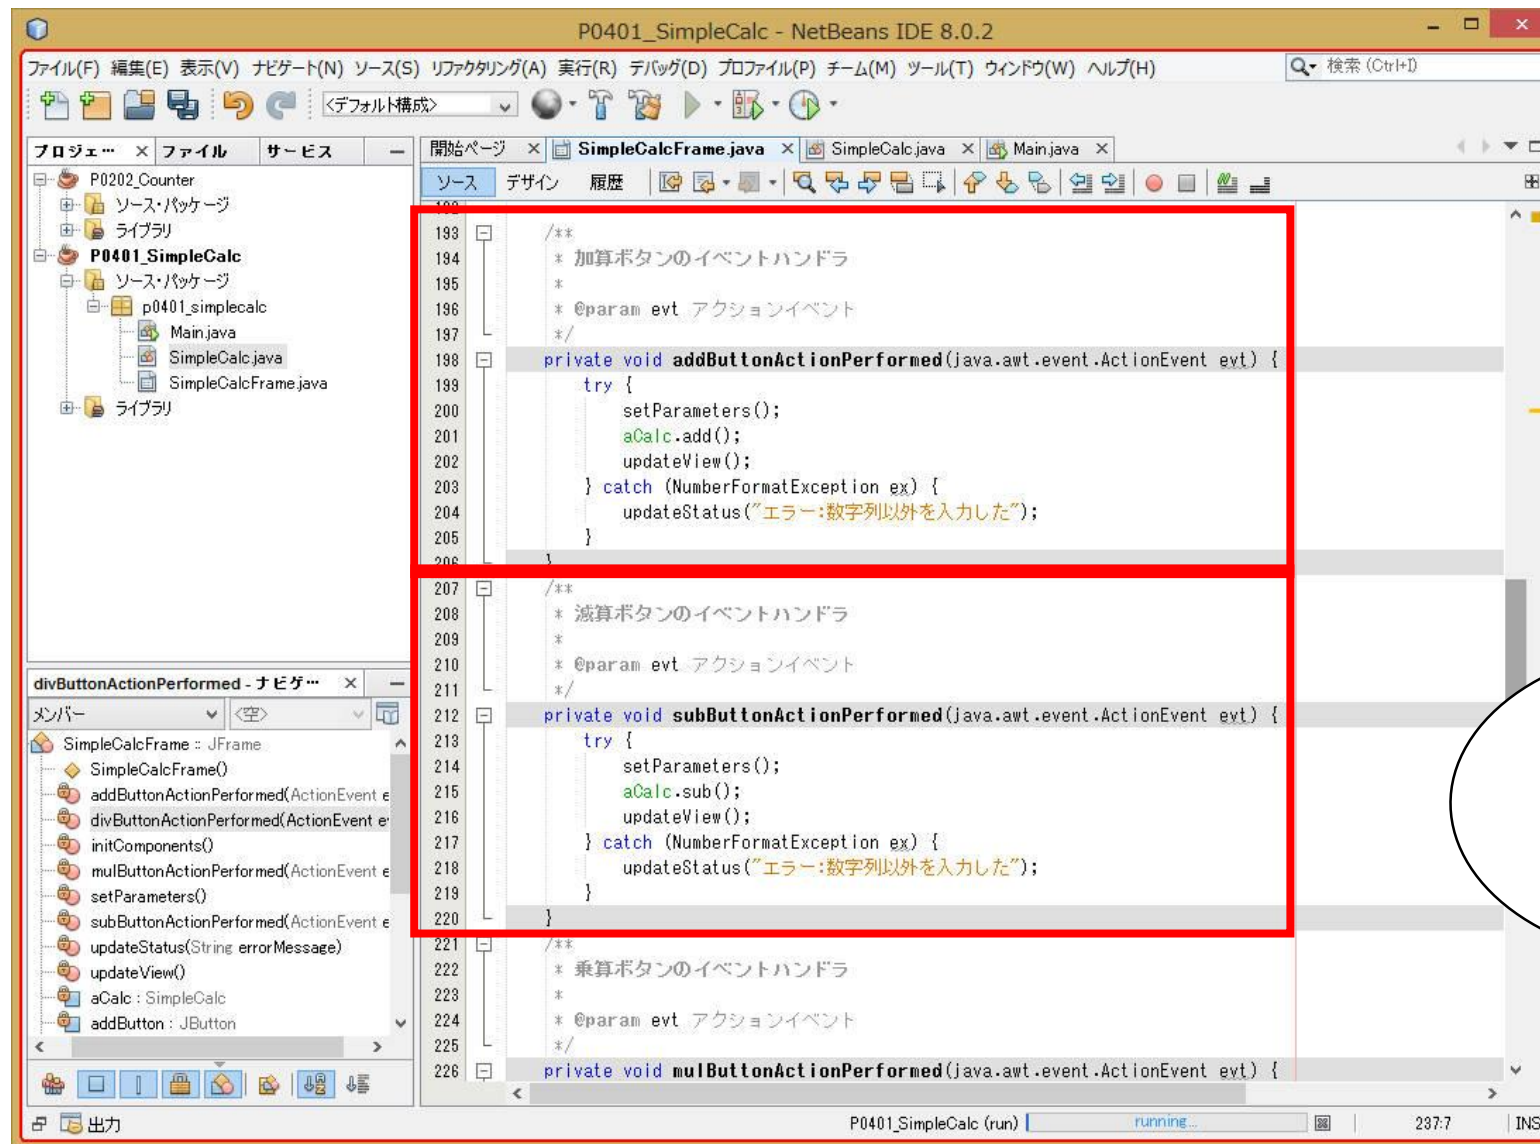 P0401_SimpleCalc - NetBeans IDE 8.0.2
ファイル(F) 編集(E) 表示(V) ナビゲート(N) ソース(S) リファクタリング(A) 実行(R) デバッグ(D) プロファイル(P) チーム(M) ツール(T) ウィンドウ(W) ヘルプ(H)
検索 (Ctrl+I)
<デフォルト構成>
プロジェ… × ファイル サービス
P0202_Counter
ソース・パッケージ
ライブラリ
P0401_SimpleCalc
ソース・パッケージ
p0401_simplecalc
Main.java
SimpleCalc.java
SimpleCalcFrame.java
ライブラリ
divButtonActionPerformed - ナビゲ… ×
メンバー <空>
SimpleCalcFrame :: JFrame
SimpleCalcFrame()
addButtonActionPerformed(ActionEvent e
divButtonActionPerformed(ActionEvent e
initComponents()
mulButtonActionPerformed(ActionEvent e
setParameters()
subButtonActionPerformed(ActionEvent e
updateStatus(String errorMessage)
updateView()
aCalc : SimpleCalc
addButton : JButton
開始ページ × SimpleCalcFrame.java × SimpleCalc.java × Main.java ×
ソース デザイン 履歴
192
193 /**
194 * 加算ボタンのイベントハンドラ
195 *
196 * @param evt アクションイベント
197 */
198 private void addButtonActionPerformed(java.awt.event.ActionEvent evt) {
199 try {
200 setParameters();
201 aCalc.add();
202 updateView();
203 } catch (NumberFormatException ex) {
204 updateStatus("エラー:数字列以外を入力した");
205 }
206 }
207 /**
208 * 減算ボタンのイベントハンドラ
209 *
210 * @param evt アクションイベント
211 */
212 private void subButtonActionPerformed(java.awt.event.ActionEvent evt) {
213 try {
214 setParameters();
215 aCalc.sub();
216 updateView();
217 } catch (NumberFormatException ex) {
218 updateStatus("エラー:数字列以外を入力した");
219 }
220 }
221 /**
222 * 乗算ボタンのイベントハンドラ
223 *
224 * @param evt アクションイベント
225 */
226 private void mulButtonActionPerformed(java.awt.event.ActionEvent evt) {
出力
P0401_SimpleCalc (run) running... 237:7 INS